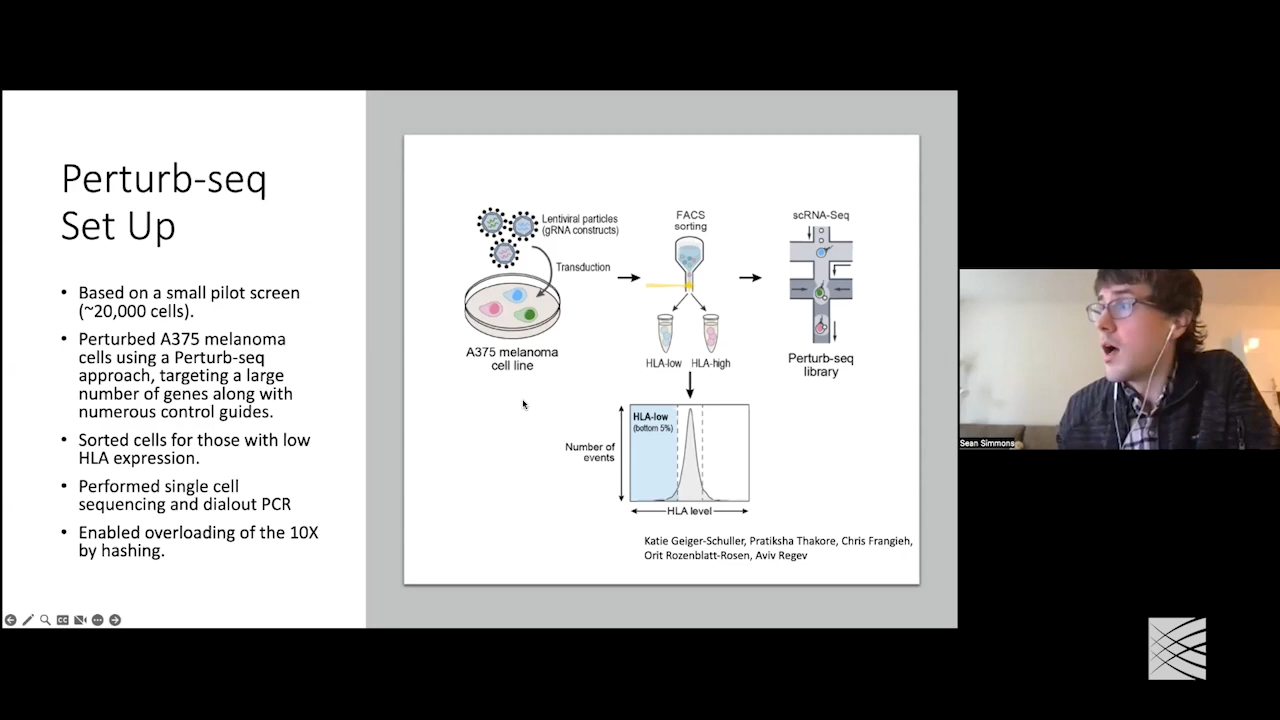 Perturb-seq
Set Up
• Based on a small pilot screen
(~20,000 cells).
• Perturbed A375 melanoma
cells using a Perturb-seq
approach, targeting a large
number of genes along with
numerous control guides.
• Sorted cells for those with low
HLA expression.
• Performed single cell
sequencing and dialout PCR
• Enabled overloading of the 10X
by hashing.
Lentiviral particles
(gRNA constructs)
Transduction
A375 melanoma
cell line
FACS
sorting
HLA-low HLA-high
scRNA-Seq
Perturb-seq
library
HLA-low
(bottom 5%)
Number of
events
HLA level
Katie Geiger-Schuller, Pratiksha Thakore, Chris Frangieh,
Orit Rozenblatt-Rosen, Aviv Regev
Sean Simmons